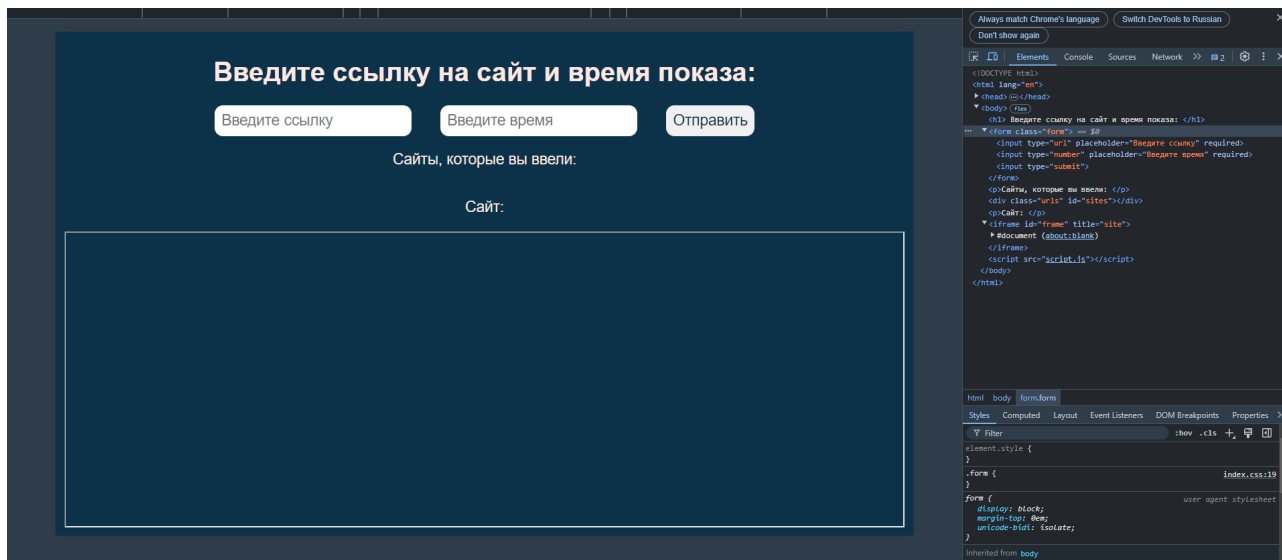 Введите ссылку на сайт и время показа:
Введите ссылку
Введите время
Отправить
Сайты, которые вы ввели:
Сайт:
Always match Chrome's language
Switch DevTools to Russian
Don't show again
Elements Console Sources Network 2
<!DOCTYPE html>
<html lang="en">
<head> </head>
<body> flex
<h1> Введите ссылку на сайт и время показа: </h1>
<form class="form"> == $0
<input type="url" placeholder="Введите ссылку" required>
<input type="number" placeholder="Введите время" required>
<input type="submit">
</form>
<p>Сайты, которые вы ввели: </p>
<div class="urls" id="sites"></div>
<p>Сайт: </p>
<iframe id="frame" title="site">
#document (about:blank)
</iframe>
<script src="script.js"></script>
</body>
</html>
html body form.form
Styles Computed Layout Event Listeners DOM Breakpoints Properties
Filter :hov .cls +
element.style {
}
.form { index.css:19
}
form { user agent stylesheet
display: block;
margin-top: 0em;
unicode-bidi: isolate;
}
Inherited from body